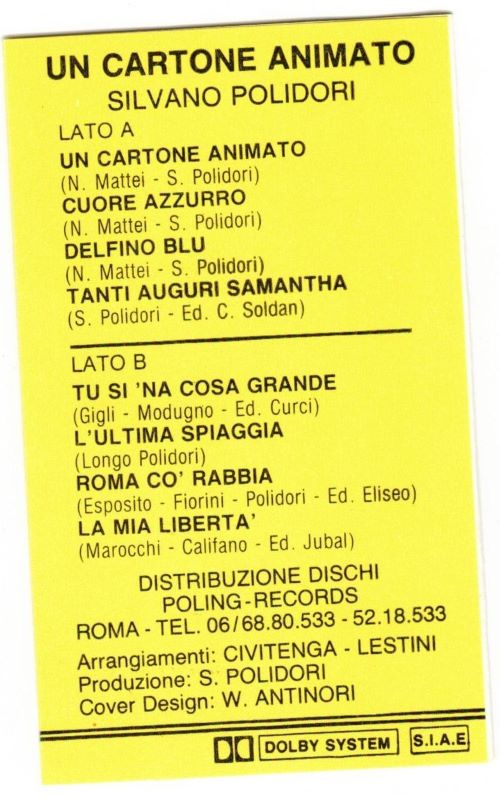 UN CARTONE ANIMATO
SILVANO POLIDORI
LATO A
UN CARTONE ANIMATO
(N. Mattei - S. Polidori)
CUORE AZZURRO
(N. Mattei - S. Polidori)
DELFINO BLU
(N. Mattei - S. Polidori)
TANTI AUGURI SAMANTHA
(S. Polidori - Ed. C. Soldan)
LATO B
TU SI 'NA COSA GRANDE
(Gigli - Modugno - Ed. Curci)
L'ULTIMA SPIAGGIA
(Longo Polidori)
ROMA CO' RABBIA
(Esposito - Fiorini - Polidori - Ed. Eliseo)
LA MIA LIBERTA'
(Marocchi - Califano - Ed. Jubal)
DISTRIBUZIONE DISCHI
POLING-RECORDS
ROMA - TEL. 06/68.80.533 - 52.18.533
Arrangiamenti: CIVITENGA - LESTINI
Produzione: S. POLIDORI
Cover Design: W. ANTINORI
DOLBY SYSTEM S.I.A.E